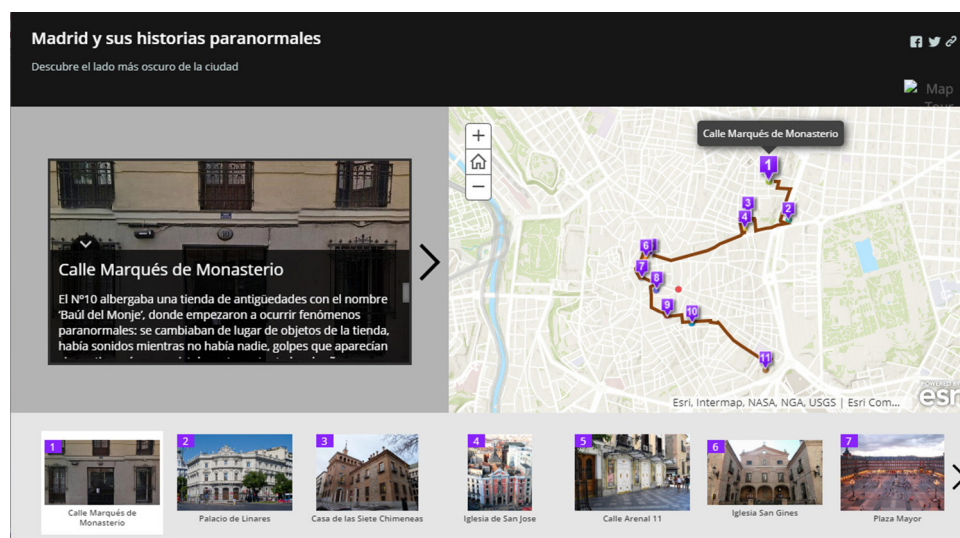 Madrid y sus historias paranormales
Descubre el lado más oscuro de la ciudad
Map
Tour
Calle Marqués de Monasterio
+
−
1
2
3
4
6
7
8
9
10
11
Calle Marqués de Monasterio
El Nº10 albergaba una tienda de antigüedades con el nombre
'Baúl del Monje', donde empezaron a ocurrir fenómenos
paranormales: se cambiaban de lugar de objetos de la tienda,
había sonidos mientras no había nadie, golpes que aparecían
POWERED BY
esri
Esri, Intermap, NASA, NGA, USGS | Esri Com...
1
Calle Marqués de
Monasterio
2
Palacio de Linares
3
Casa de las Siete Chimeneas
4
Iglesia de San Jose
5
Calle Arenal 11
6
Iglesia San Gines
7
Plaza Mayor